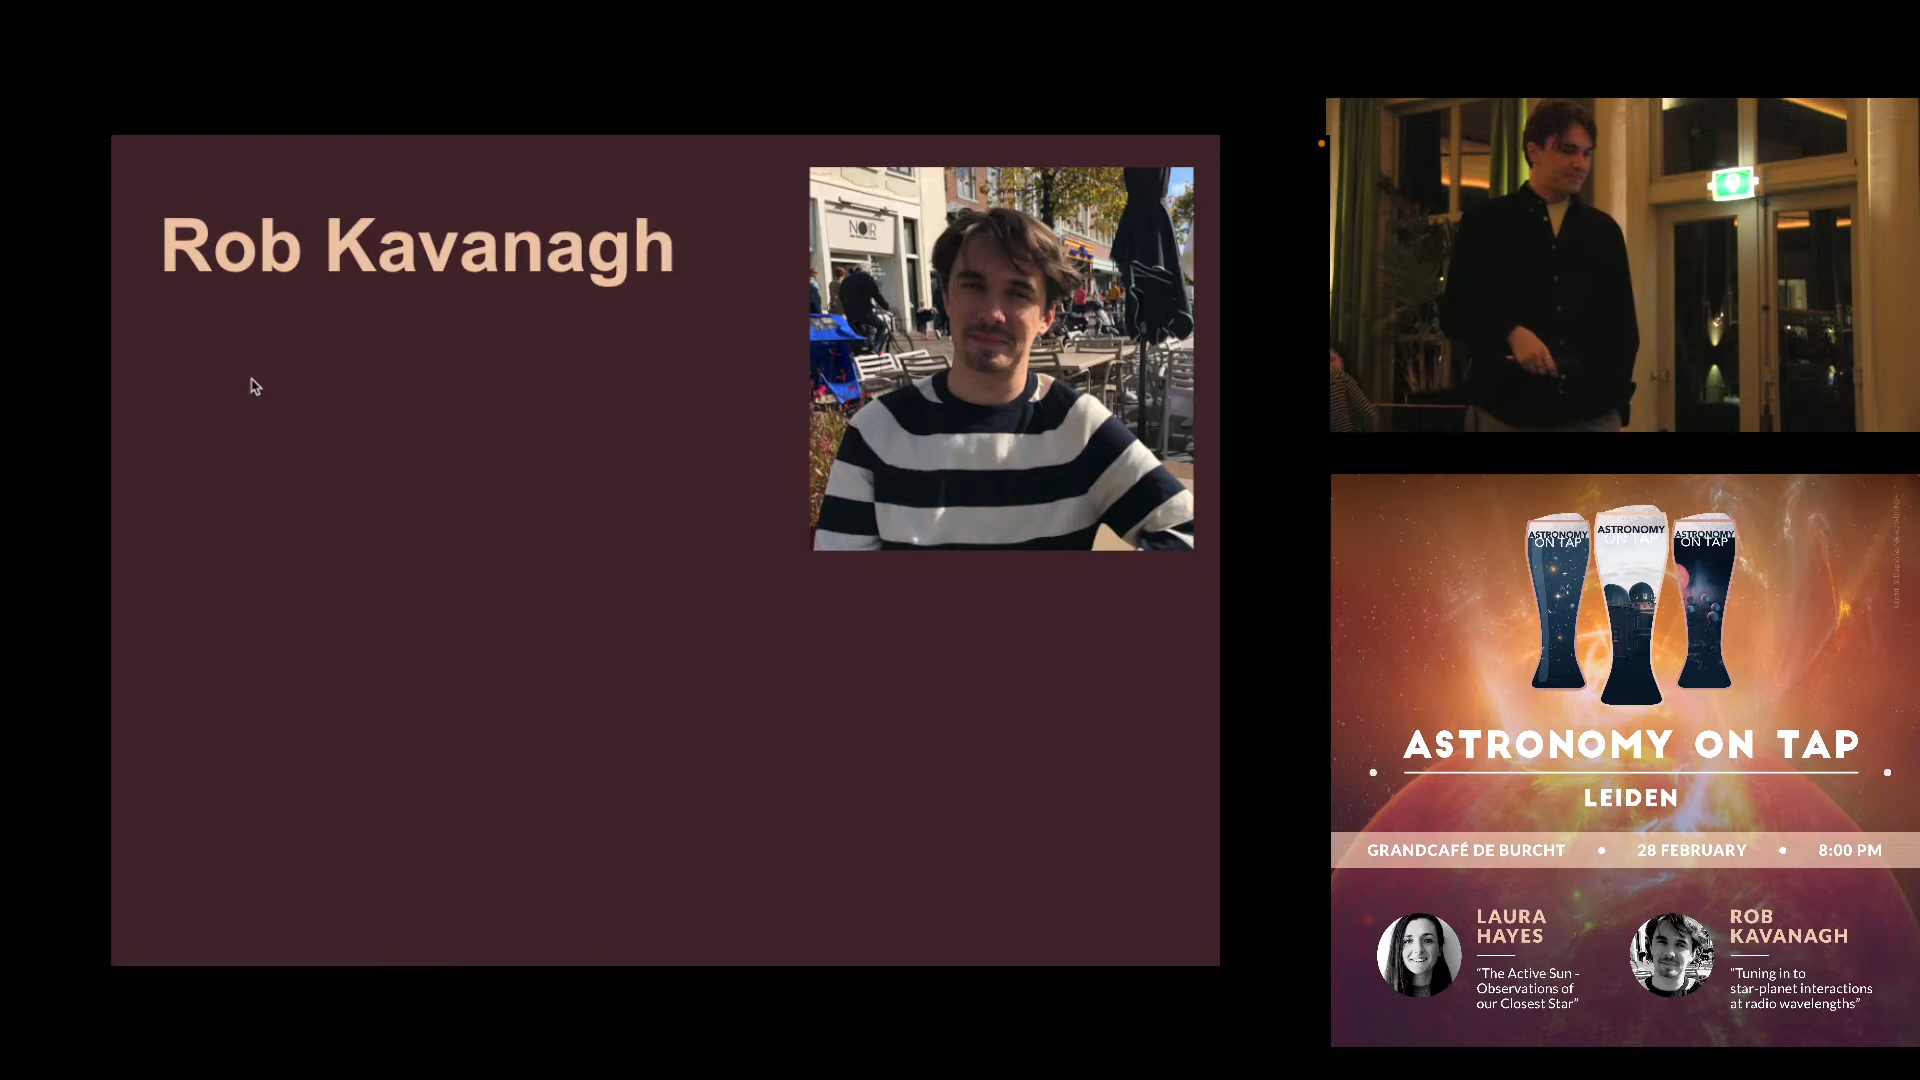 Rob Kavanagh
NOIR
ASTRONOMY
ON TAP
ASTRONOMY
ON TAP
ASTRONOMY
ON TAP
ASTRONOMY ON TAP
LEIDEN
GRANDCAFÉ DE BURCHT • 28 FEBRUARY • 8:00 PM
LAURA
HAYES
"The Active Sun -
Observations of
our Closest Star"
ROB
KAVANAGH
"Tuning in to
star-planet interactions
at radio wavelengths"